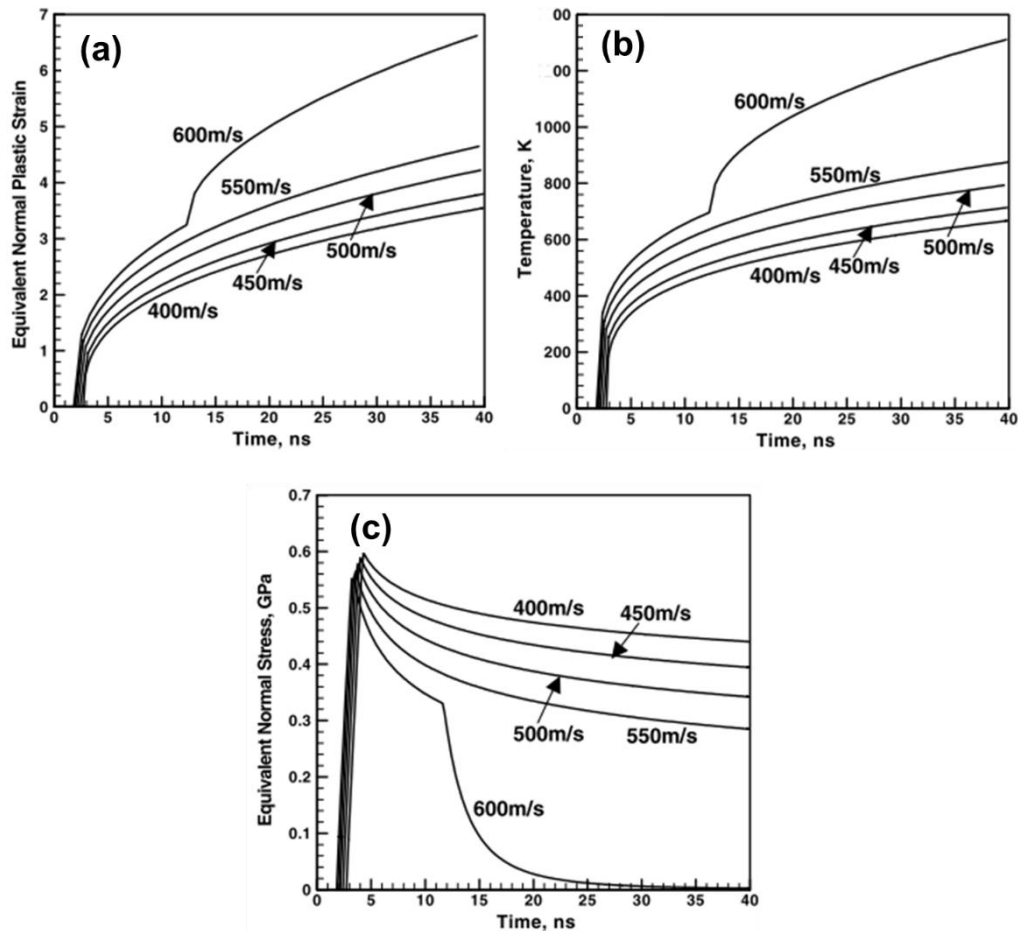 (a)
Equivalent Normal Plastic Strain
7
6
5
4
3
2
1
0
600m/s
550m/s
500m/s
450m/s
400m/s
0 5 10 15 20 25 30 35 40
Time, ns
(b)
Temperature, K
00
00
1000
800
600
400
200
0
600m/s
550m/s
500m/s
450m/s
400m/s
0 5 10 15 20 25 30 35 40
Time, ns
(c)
Equivalent Normal Stress, GPa
0.7
0.6
0.5
0.4
0.3
0.2
0.1
0
400m/s
450m/s
500m/s
550m/s
600m/s
0 5 10 15 20 25 30 35 40
Time, ns